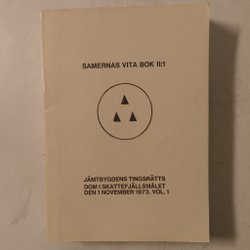 SAMERNAS VITA BOK II:1
JÄMTBYGDENS TINGSRÄTTS
DOM I SKATTEFJÄLLSMÅLET
DEN 1 NOVEMBER 1973, VOL. 1